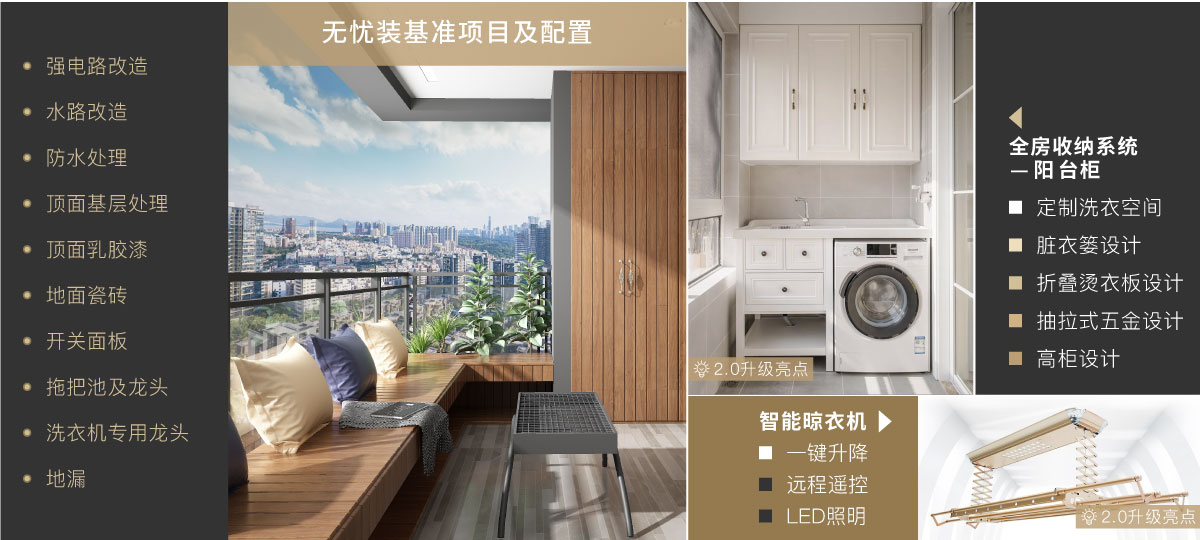 无忧装基准项目及配置
强电路改造
水路改造
防水处理
顶面基层处理
顶面乳胶漆
地面瓷砖
开关面板
拖把池及龙头
洗衣机专用龙头
地漏
2.0升级亮点
全房收纳系统
— 阳台柜
定制洗衣空间
脏衣篓设计
折叠烫衣板设计
抽拉式五金设计
高柜设计
智能晾衣机
一键升降
远程遥控
LED照明
2.0升级亮点